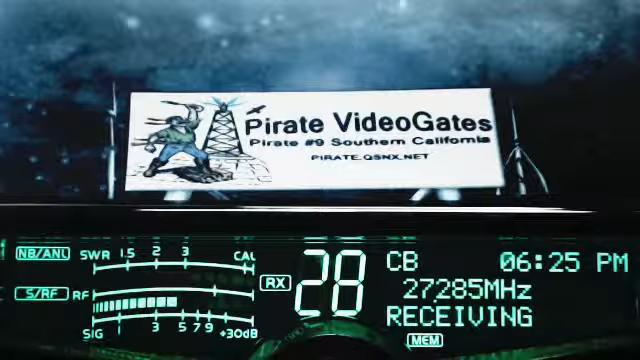 Pirate VideoGates
Pirate #9 Southern California
PIRATE.QSNX.NET
NB/ANL SWR 1.5 2 3 CAL
S/RF RF
SIG 3 5 7 9 +30dB
RX 28
CB 06:25 PM
27285MHz
RECEIVING
MEM